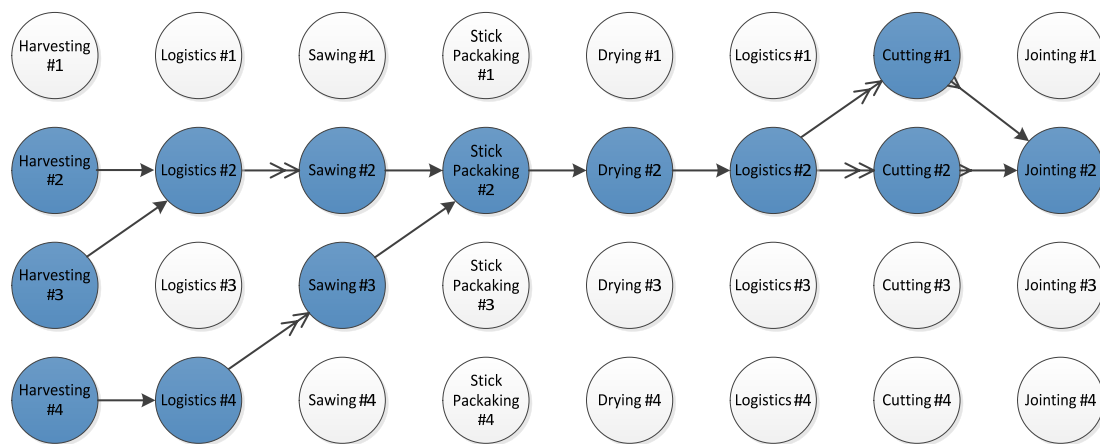 Harvesting
#1
Logistics #1
Sawing #1
Stick
Packaking
#1
Drying #1
Logistics #1
Cutting #1
Jointing #1
Harvesting
#2
Logistics #2
Sawing #2
Stick
Packaking
#2
Drying #2
Logistics #2
Cutting #2
Jointing #2
Harvesting
#3
Logistics #3
Sawing #3
Stick
Packaking
#3
Drying #3
Logistics #3
Cutting #3
Jointing #3
Harvesting
#4
Logistics #4
Sawing #4
Stick
Packaking
#4
Drying #4
Logistics #4
Cutting #4
Jointing #4